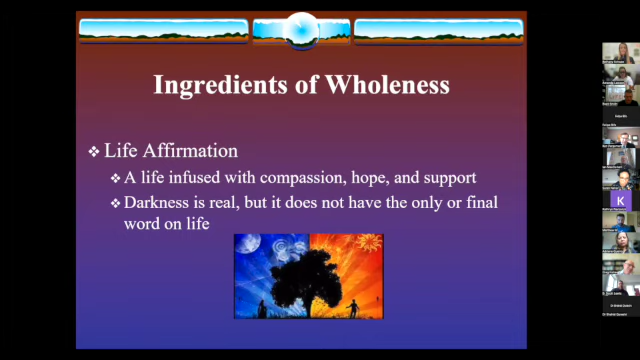 Ingredients of Wholeness
❖ Life Affirmation
❖ A life infused with compassion, hope, and support
❖ Darkness is real, but it does not have the only or final
word on life
K